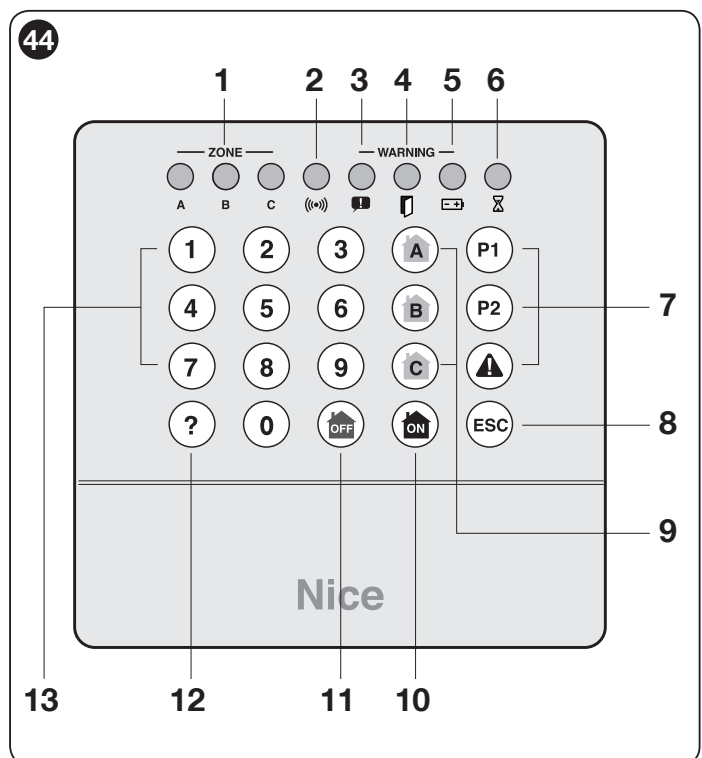 44
1 2 3 4 5 6
ZONE WARNING
A B C
1 2 3 A P1
4 5 6 B P2 7
7 8 9 C
? 0 OFF ON ESC 8
9
Nice
13 12 11 10